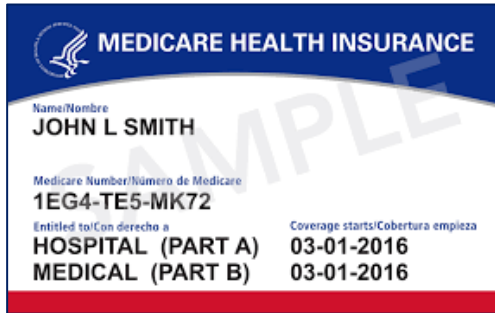 MEDICARE HEALTH INSURANCE
SAMPLE
Name/Nombre
JOHN L SMITH
Medicare Number/Número de Medicare
1EG4-TE5-MK72
Entitled to/Con derecho a Coverage starts/Cobertura empieza
HOSPITAL (PART A) 03-01-2016
MEDICAL (PART B) 03-01-2016